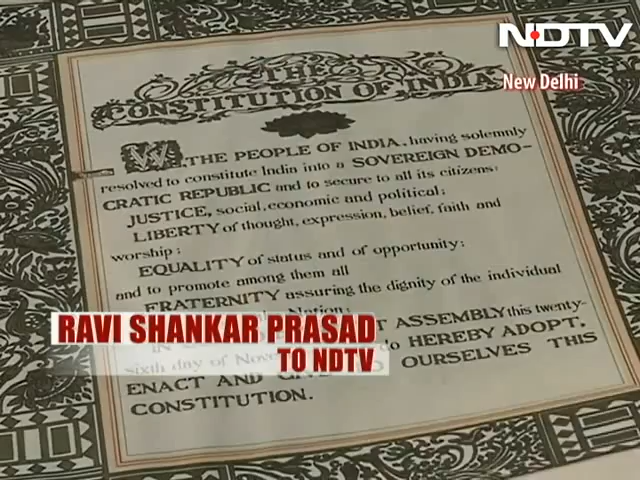 NDTV
New Delhi
THE
CONSTITUTION OF INDIA
WE, THE PEOPLE OF INDIA, having solemnly
resolved to constitute India into a SOVEREIGN DEMO-
CRATIC REPUBLIC and to secure to all its citizens:
JUSTICE, social, economic and political;
LIBERTY of thought, expression, belief, faith and
worship;
EQUALITY of status and of opportunity;
and to promote among them all
FRATERNITY assuring the dignity of the individual
Nation;
RAVI SHANKAR PRASAD
TO NDTV
IN ASSEMBLY this twenty-
sixth day of do HEREBY ADOPT,
ENACT AND OURSELVES THIS
CONSTITUTION.